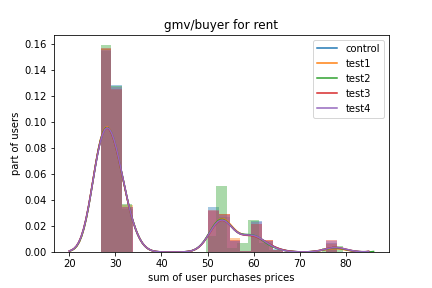 gmv/buyer for rent
0.16
0.14
0.12
0.10
0.08
0.06
0.04
0.02
0.00
part of users
control
test1
test2
test3
test4
20 30 40 50 60 70 80
sum of user purchases prices